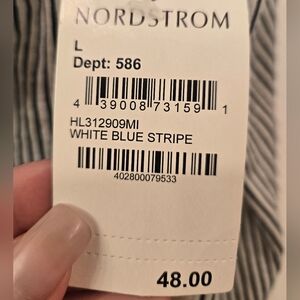 NORDSTROM
L
Dept: 586
4 39008 73159 1
HL312909MI
WHITE BLUE STRIPE
402800079533
48.00